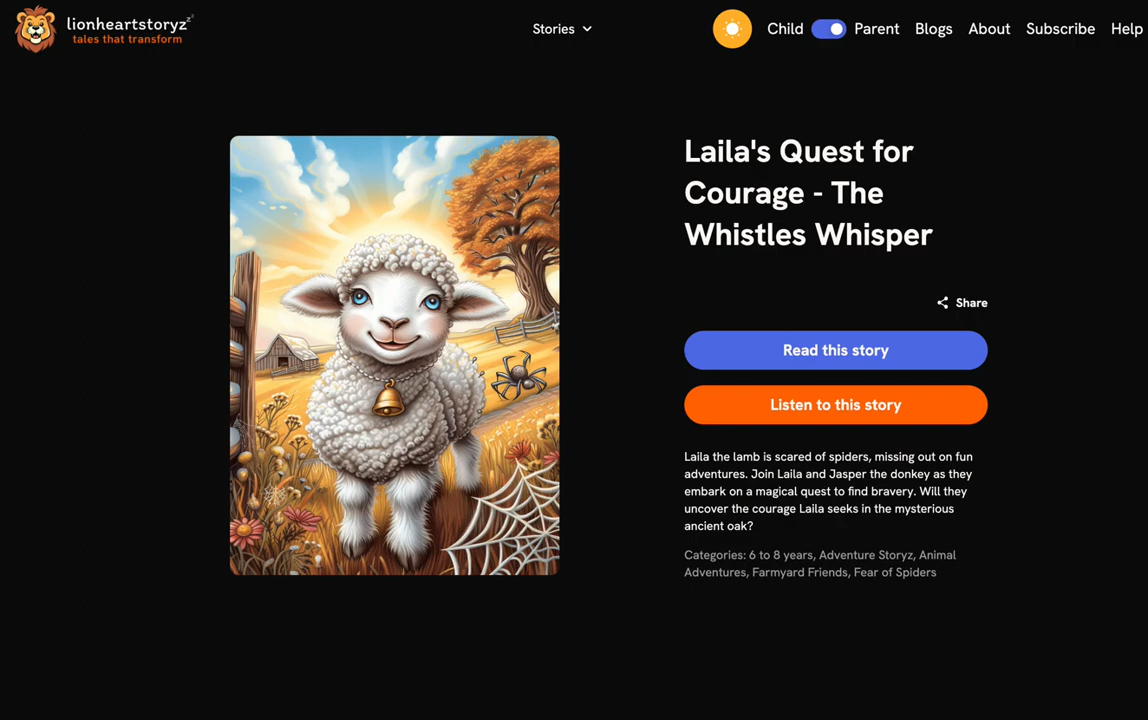 lionheartstoryz
tales that transform
Stories
Child
Parent
Blogs
About
Subscribe
Help
Laila's Quest for
Courage - The
Whistles Whisper
Share
Read this story
Listen to this story
Laila the lamb is scared of spiders, missing out on fun
adventures. Join Laila and Jasper the donkey as they
embark on a magical quest to find bravery. Will they
uncover the courage Laila seeks in the mysterious
ancient oak?
Categories: 6 to 8 years, Adventure Storyz, Animal
Adventures, Farmyard Friends, Fear of Spiders